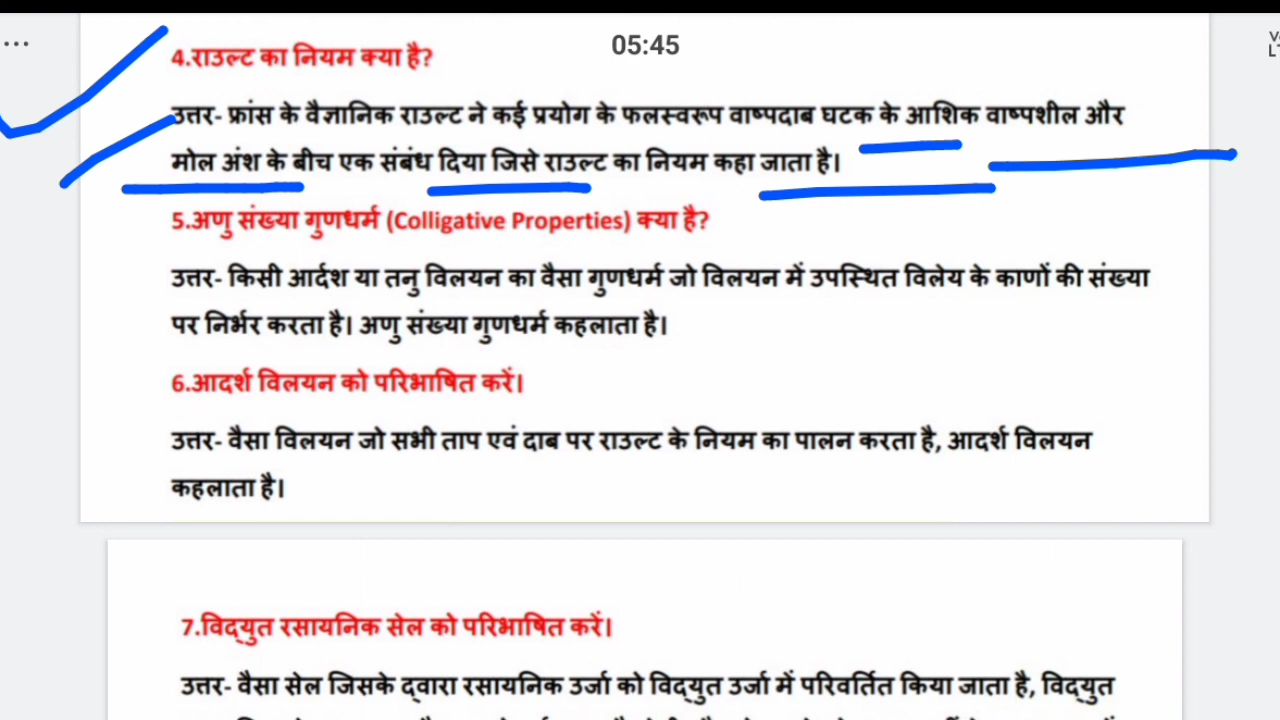 05:45
4.राउल्ट का नियम क्या है?
उत्तर- फ्रांस के वैज्ञानिक राउल्ट ने कई प्रयोग के फलस्वरूप वाष्पदाब घटक के आशिक वाष्पशील और
मोल अंश के बीच एक संबंध दिया जिसे राउल्ट का नियम कहा जाता है।
5.अणु संख्या गुणधर्म (Colligative Properties) क्या है?
उत्तर- किसी आर्दश या तनु विलयन का वैसा गुणधर्म जो विलयन में उपस्थित विलेय के काणों की संख्या
पर निर्भर करता है। अणु संख्या गुणधर्म कहलाता है।
6.आदर्श विलयन को परिभाषित करें।
उत्तर- वैसा विलयन जो सभी ताप एवं दाब पर राउल्ट के नियम का पालन करता है, आदर्श विलयन
कहलाता है।
7.विद्युत रसायनिक सेल को परिभाषित करें।
उत्तर- वैसा सेल जिसके द्वारा रसायनिक उर्जा को विद्युत उर्जा में परिवर्तित किया जाता है, विद्युत